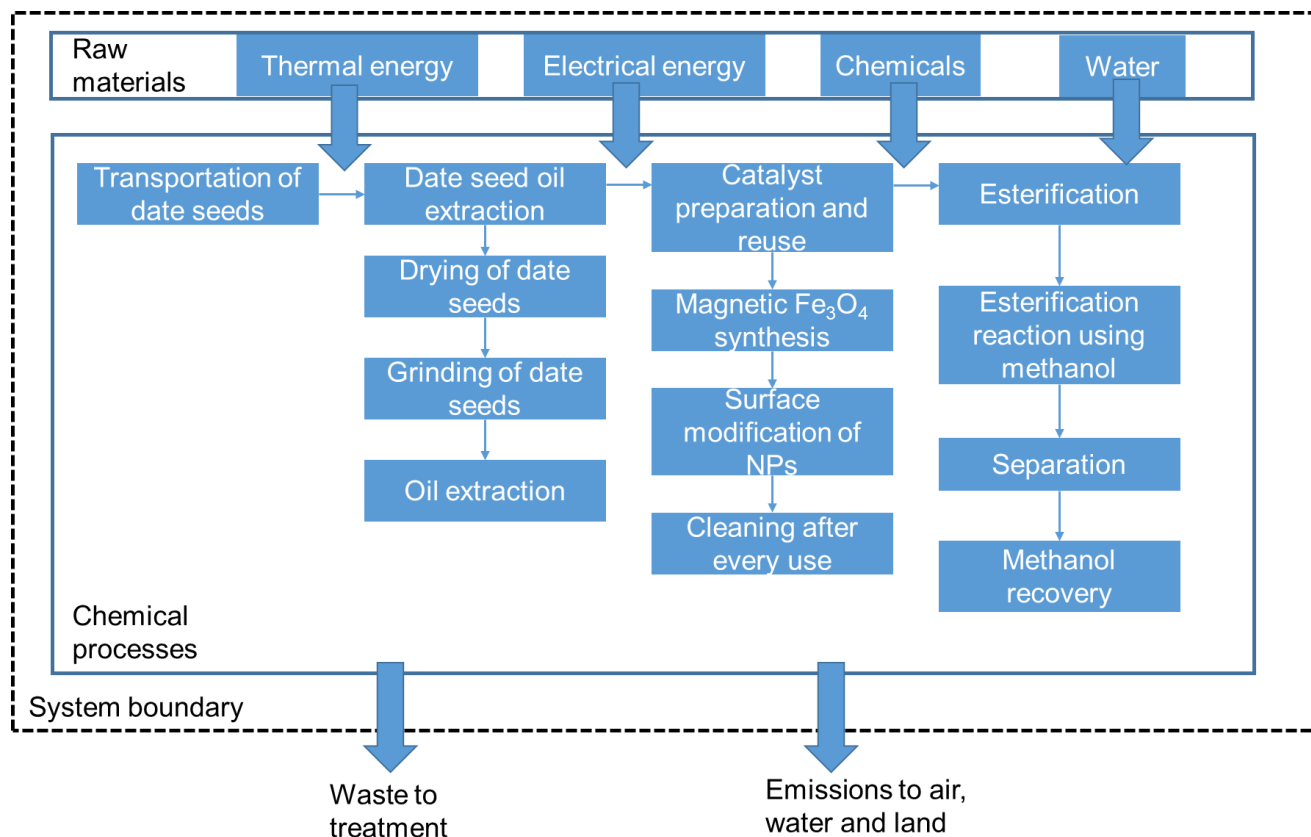 Raw
materials
Thermal energy
Electrical energy
Chemicals
Water
Transportation of
date seeds
Date seed oil
extraction
Drying of date
seeds
Grinding of date
seeds
Oil extraction
Catalyst
preparation and
reuse
Magnetic Fe₃O₄
synthesis
Surface
modification of
NPs
Cleaning after
every use
Esterification
Esterification
reaction using
methanol
Separation
Methanol
recovery
Chemical
processes
System boundary
Waste to
treatment
Emissions to air,
water and land